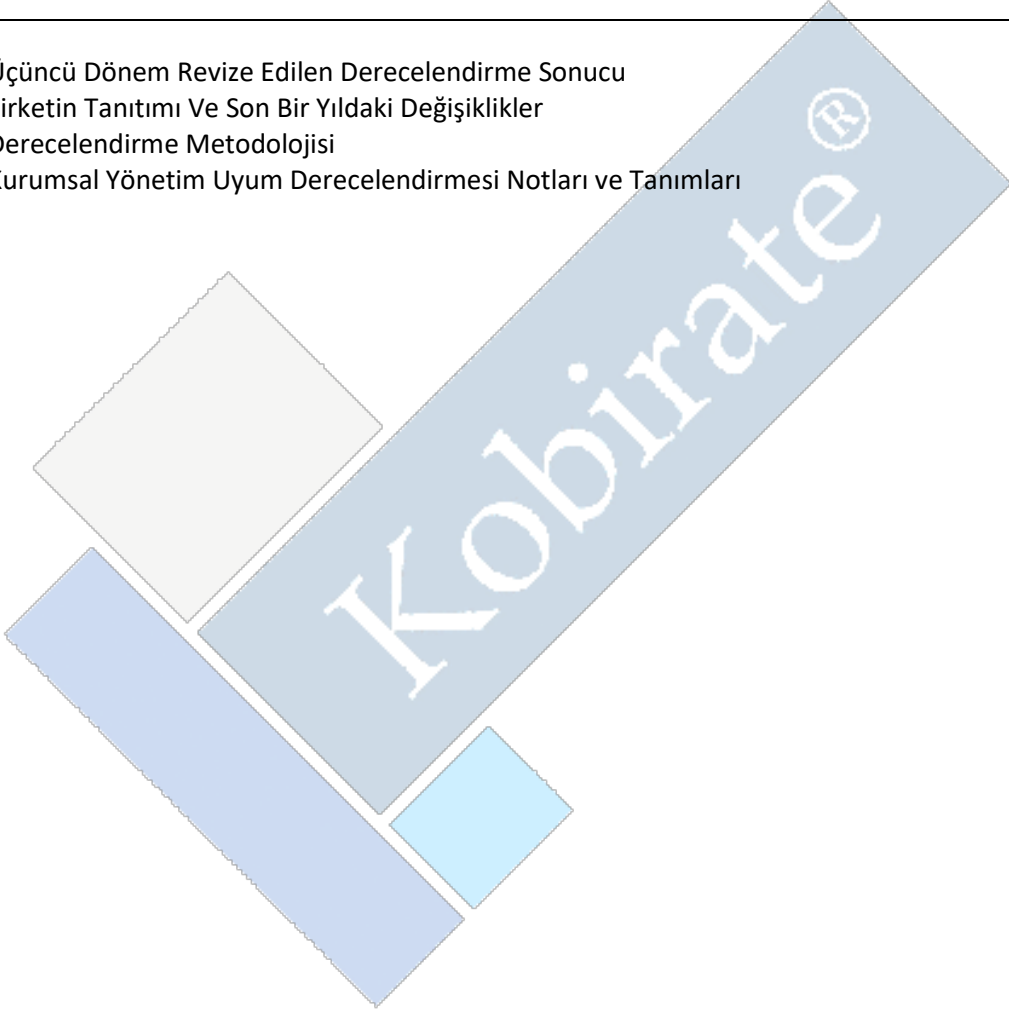 Üçüncü Dönem Revize Edilen Derecelendirme Sonucu
irketin Tanıtımı Ve Son Bir Yıldaki Değişiklikler
Derecelendirme Metodolojisi
Kurumsal Yönetim Uyum Derecelendirmesi Notları ve Tanımları
Kobirate ®